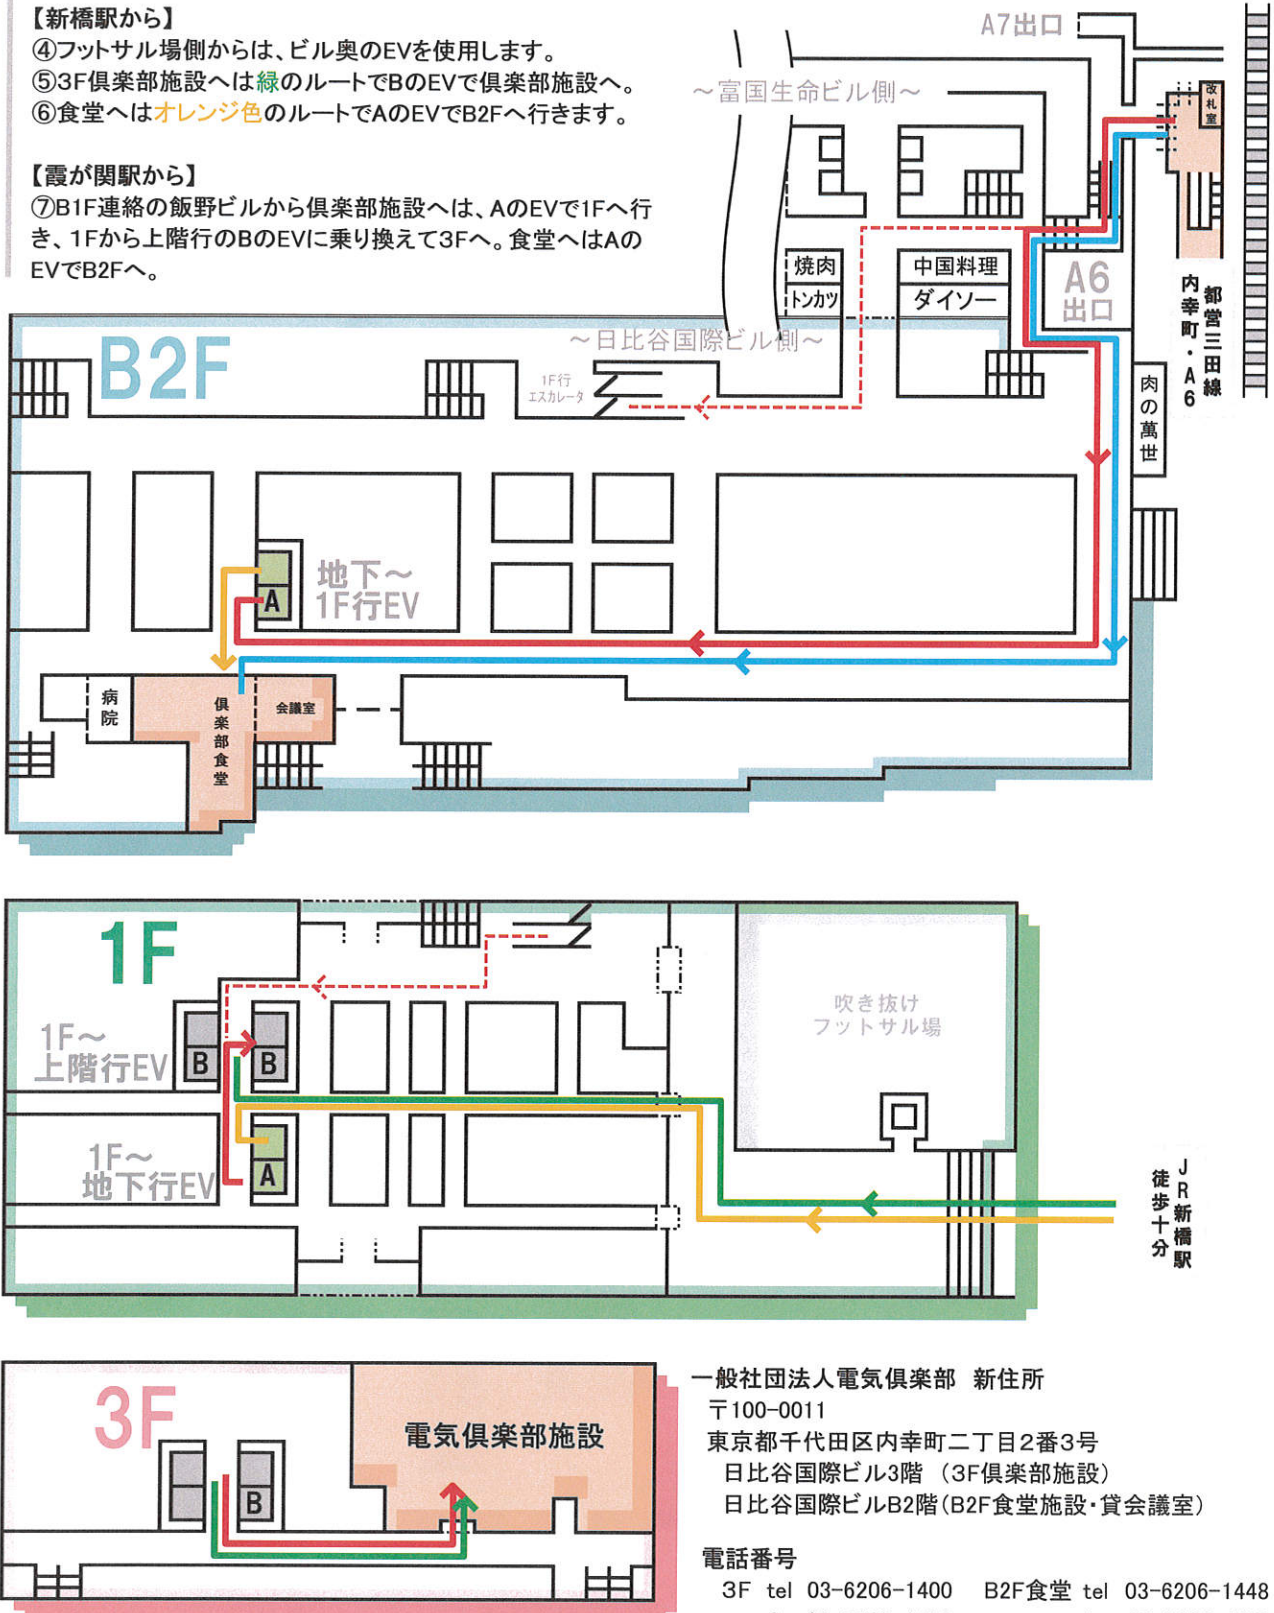 【新橋駅から】
④フットサル場側からは、ビル奥のEVを使用します。
⑤3F倶楽部施設へは緑のルートでBのEVで倶楽部施設へ。
⑥食堂へはオレンジ色のルートでAのEVでB2Fへ行きます。
【霞が関駅から】
⑦B1F連絡の飯野ビルから倶楽部施設へは、AのEVで1Fへ行
き、1Fから上階行のBのEVに乗り換えて3Fへ。食堂へはAの
EVでB2Fへ。
A7出口
～富国生命ビル側～
改札室
焼肉
トンカツ
中国料理
ダイソー
A6
出口
都営三田線
内幸町・A6
B2F
～日比谷国際ビル側～
1F行
エスカレータ
肉の萬世
地下～
1F行EV
A
病院
倶楽部食堂
会議室
1F
吹き抜け
フットサル場
1F～
上階行EV
B
B
1F～
地下行EV
A
JR新橋駅
徒歩十分
3F
電気倶楽部施設
B
一般社団法人電気倶楽部 新住所
〒100-0011
東京都千代田区内幸町二丁目2番3号
日比谷国際ビル3階 (3F倶楽部施設)
日比谷国際ビルB2階(B2F食堂施設・貸会議室)
電話番号
3F tel 03-6206-1400 B2F食堂 tel 03-6206-1448